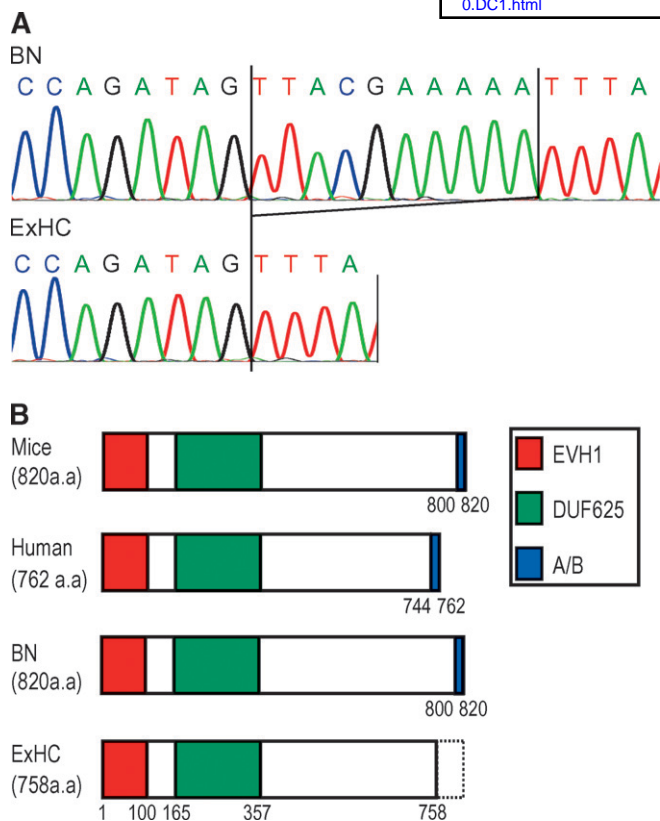 0.DC1.html
A
BN
C C A G A T A G T T A C G A A A A A T T T A
ExHC
C C A G A T A G T T T A
B
Mice
(820a.a)
800 820
Human
(762 a.a)
744 762
BN
(820a.a)
800 820
ExHC
(758a.a)
1 100 165 357 758
EVH1
DUF625
A/B